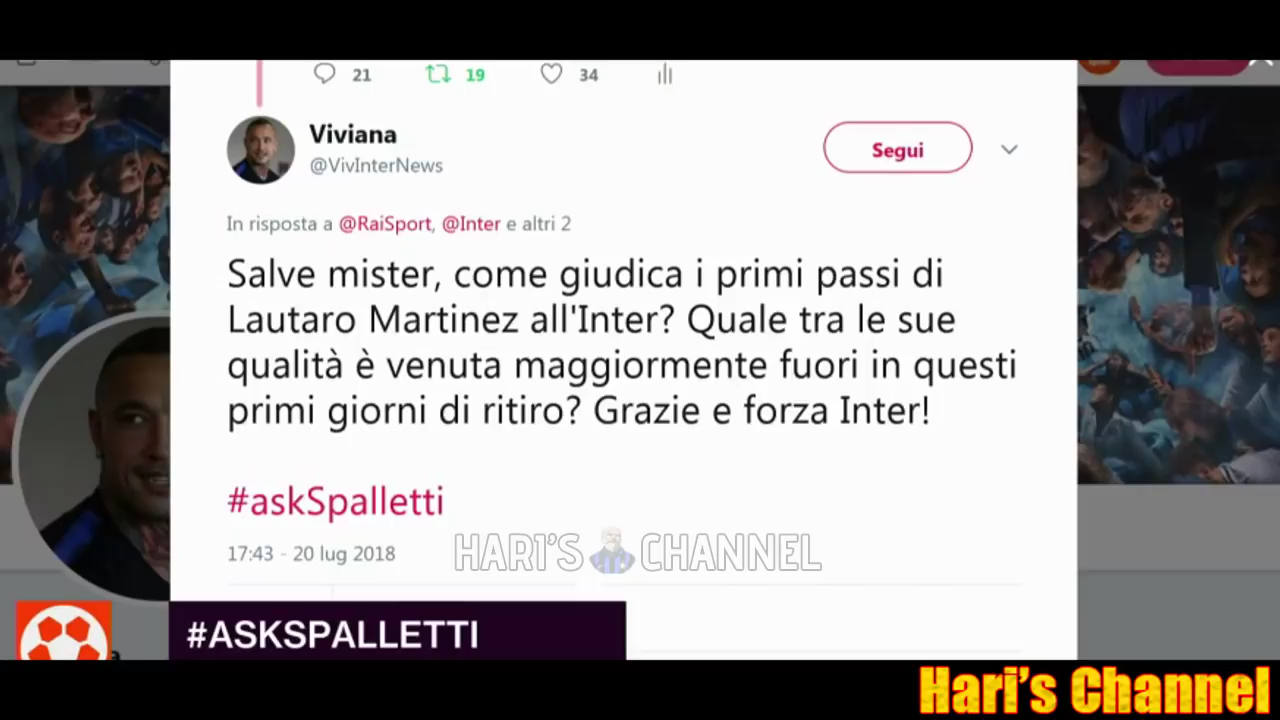 21 19 34
Viviana
@VivInterNews
Segui
In risposta a @RaiSport, @Inter e altri 2
Salve mister, come giudica i primi passi di
Lautaro Martinez all'Inter? Quale tra le sue
qualità è venuta maggiormente fuori in questi
primi giorni di ritiro? Grazie e forza Inter!
#askSpalletti
17:43 - 20 lug 2018
HARI'S CHANNEL
#ASKSPALLETTI
Hari's Channel